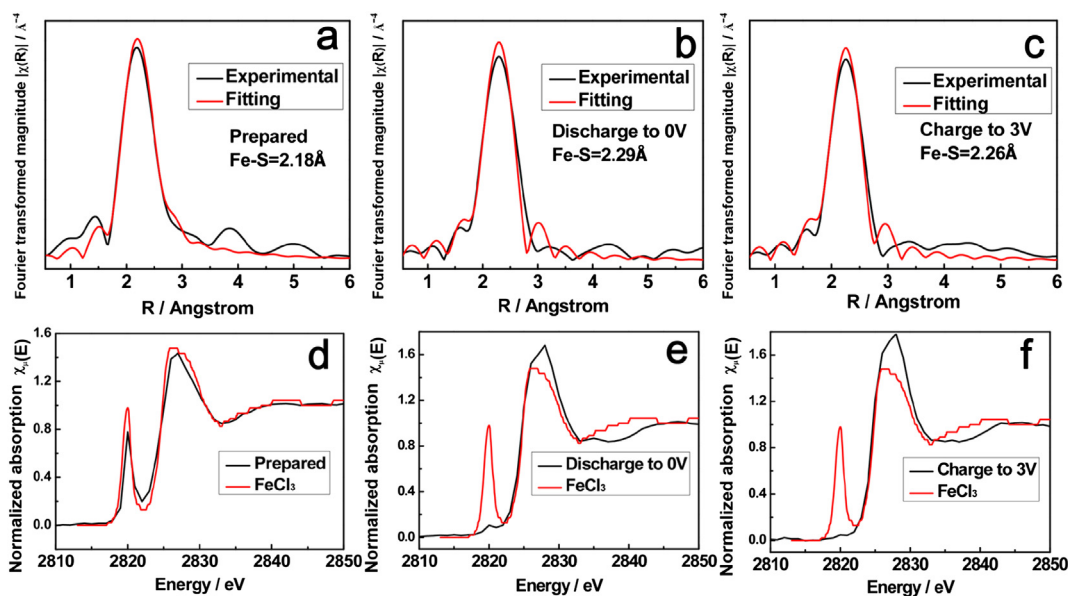 Fourier transformed magnitude |χ(R)| / Å⁻⁴
a
Experimental
Fitting
Prepared
Fe-S=2.18Å
1 2 3 4 5 6
R / Angstrom
Fourier transformed magnitude |χ(R)| / Å⁻⁴
b
Experimental
Fitting
Discharge to 0V
Fe-S=2.29Å
1 2 3 4 5 6
R / Angstrom
Fourier transformed magnitude |χ(R)| / Å⁻⁴
c
Experimental
Fitting
Charge to 3V
Fe-S=2.26Å
1 2 3 4 5 6
R / Angstrom
Normalized absorption χμ(E)
1.6
1.2
0.8
0.4
0.0
d
Prepared
FeCl₃
2810 2820 2830 2840 2850
Energy / eV
Normalized absorption χμ(E)
1.6
1.2
0.8
0.4
0.0
e
Discharge to 0V
FeCl₃
2810 2820 2830 2840 2850
Energy / eV
Normalized absorption χμ(E)
1.6
1.2
0.8
0.4
0.0
f
Charge to 3V
FeCl₃
2810 2820 2830 2840 2850
Energy / eV